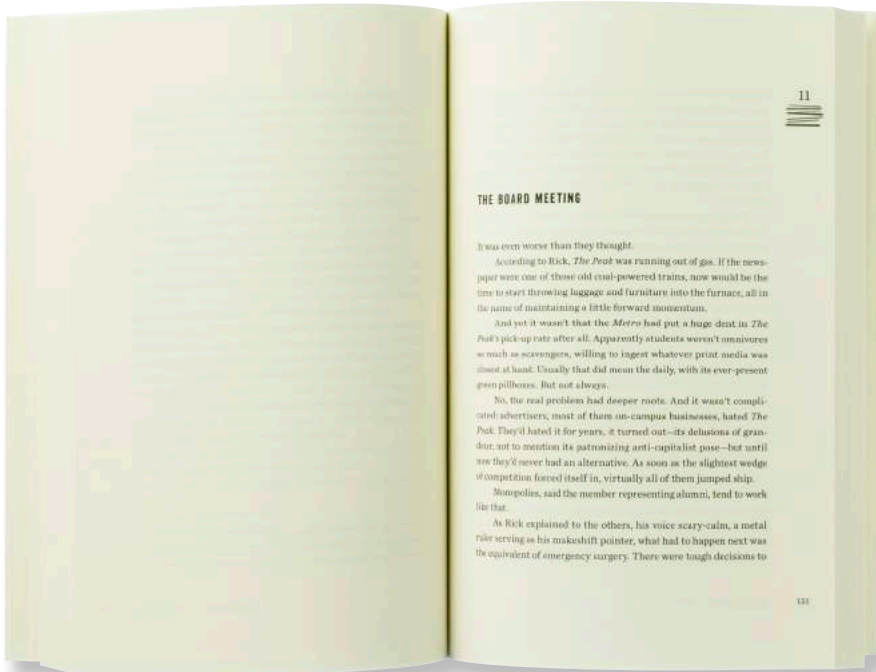 11
THE BOARD MEETING
It was even worse than they thought.
According to Rick, The Peak was running out of gas. If the news-
paper were one of those old coal-powered trains, now would be the
time to start throwing luggage and furniture into the furnace, all in
the name of maintaining a little forward momentum.
And yet it wasn't that the Metro had put a huge dent in The
Peak's pick-up rate after all. Apparently students weren't omnivores
so much as scavengers, willing to ingest whatever print media was
closest at hand. Usually that did mean the daily, with its ever-present
green pillboxes. But not always.
No, the real problem had deeper roots. And it wasn't compli-
cated: advertisers, most of them on-campus businesses, hated The
Peak. They'd hated it for years, it turned out—its delusions of gran-
deur, not to mention its patronizing anti-capitalist pose—but until
now they'd never had an alternative. As soon as the slightest wedge
of competition forced itself in, virtually all of them jumped ship.
Monopolies, said the member representing alumni, tend to work
like that.
As Rick explained to the others, his voice scary-calm, a metal
ruler serving as his makeshift pointer, what had to happen next was
the equivalent of emergency surgery. There were tough decisions to
131